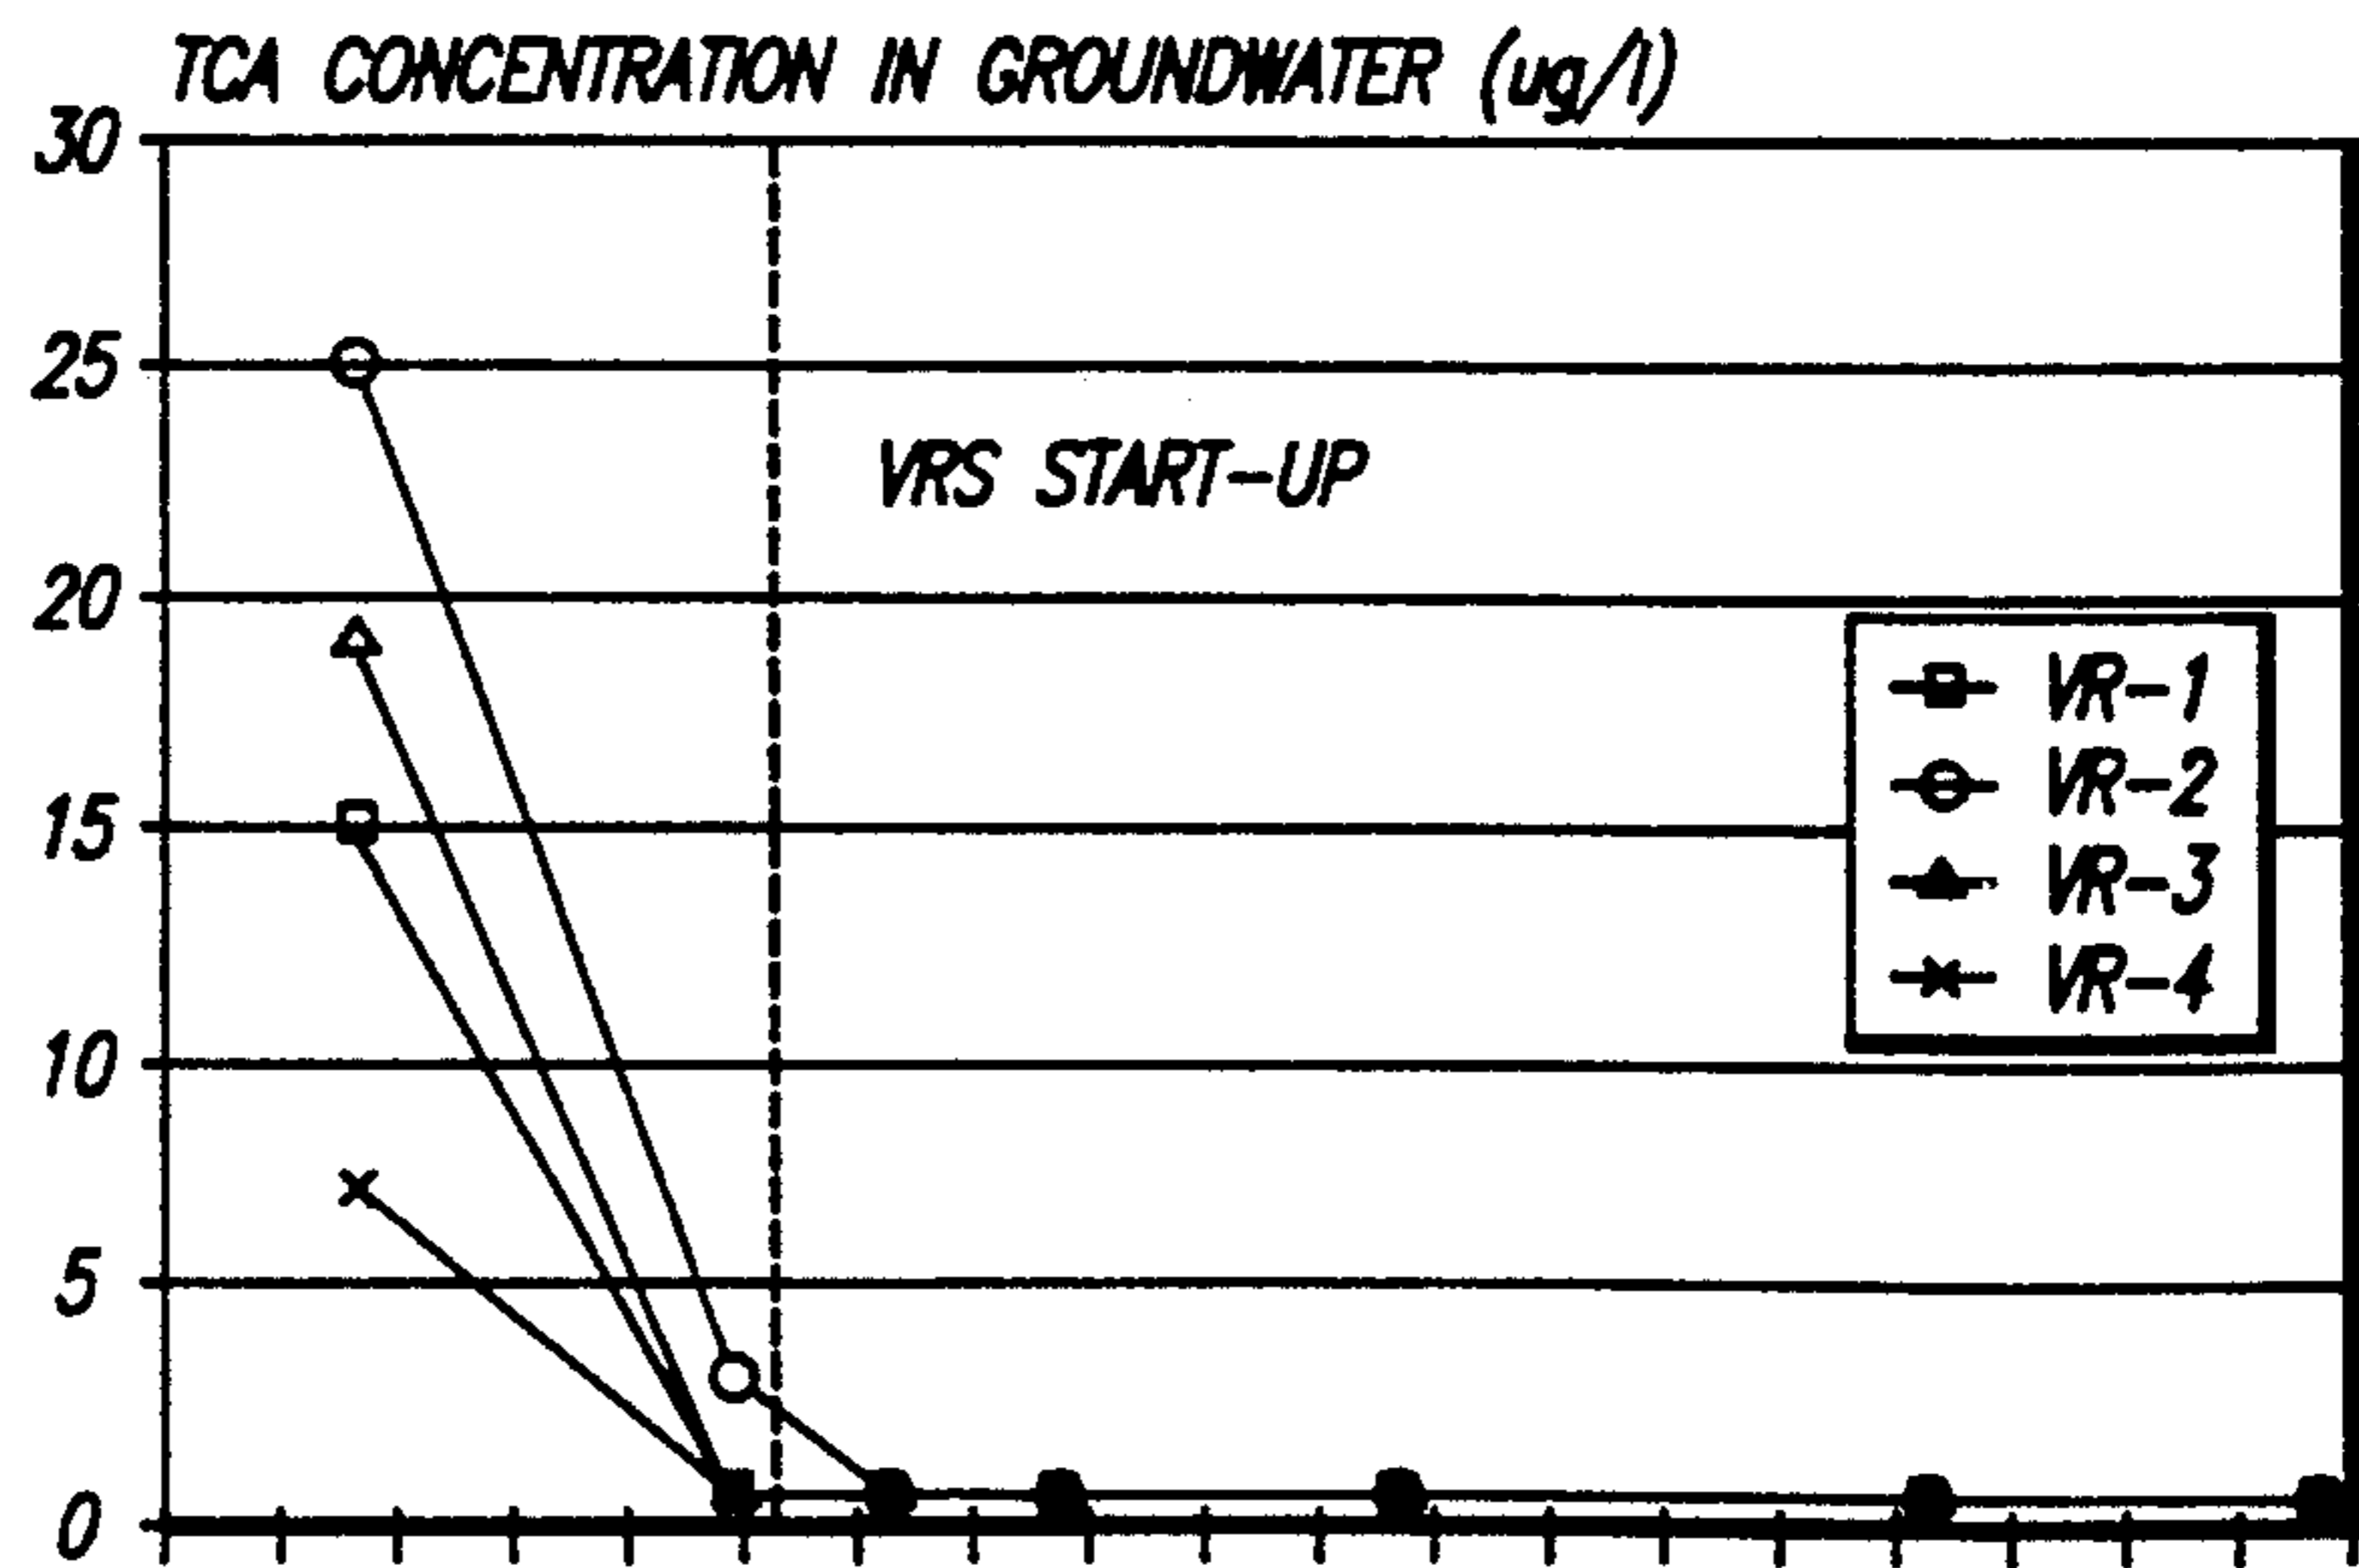 TCA CONCENTRATION IN GROUNDWATER (ug/l)
30
25
VRS START-UP
20
VR-1
VR-2
15
VR-3
VR-4
10
5
0